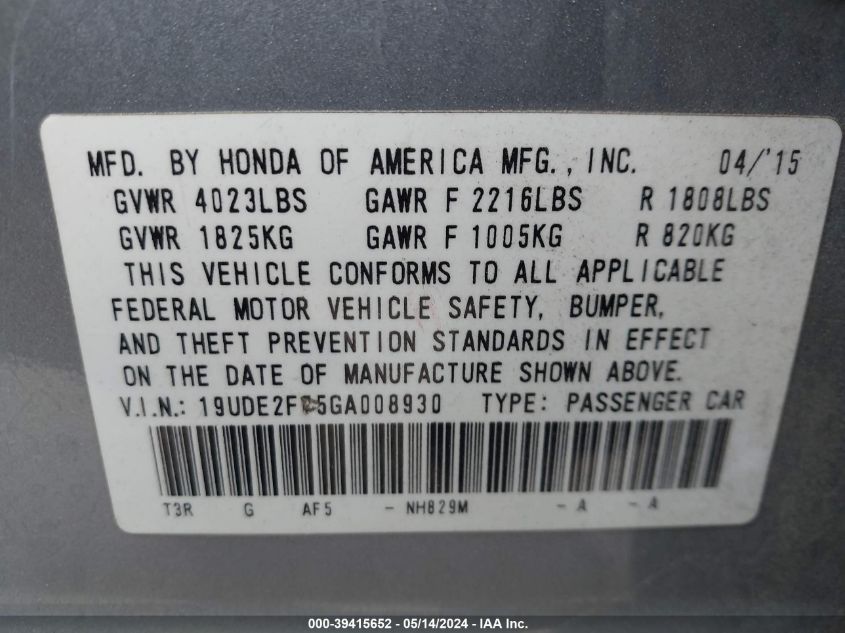 MFD. BY HONDA OF AMERICA MFG., INC. 04/'15
GVWR 4023LBS GAWR F 2216LBS R 1808LBS
GVWR 1825KG GAWR F 1005KG R 820KG
THIS VEHICLE CONFORMS TO ALL APPLICABLE
FEDERAL MOTOR VEHICLE SAFETY, BUMPER,
AND THEFT PREVENTION STANDARDS IN EFFECT
ON THE DATE OF MANUFACTURE SHOWN ABOVE.
V.I.N.: TYPE: PASSENGER CAR
T3R G AF5 - NH829M - A - A
000-39415652 - 05/14/2024 - IAA Inc.